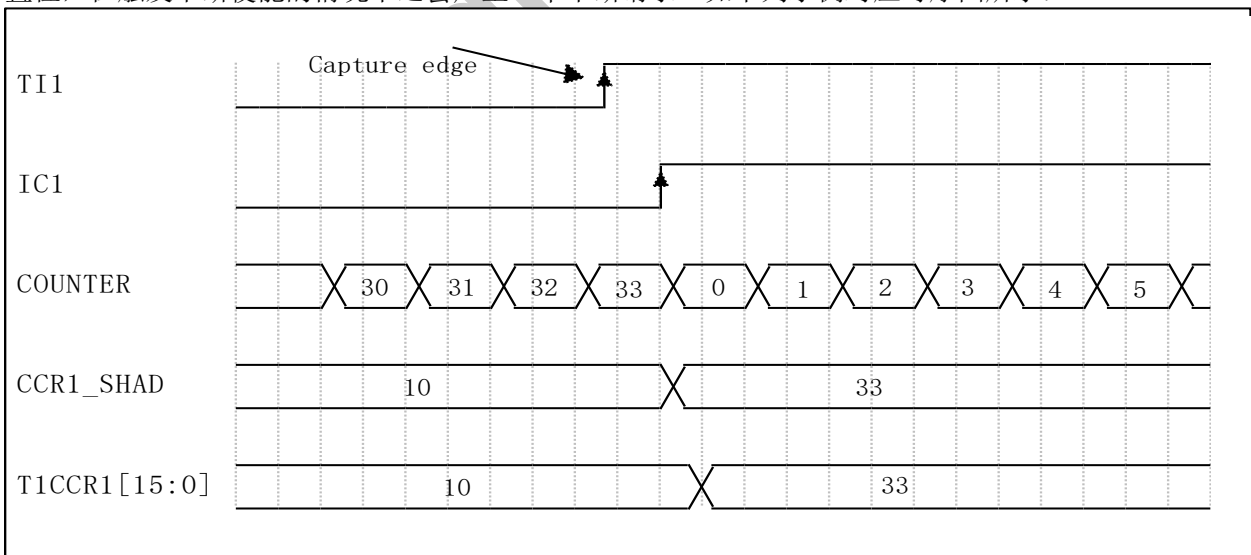 Capture edge
TI1
IC1
COUNTER 30 31 32 33 0 1 2 3 4 5
CCR1_SHAD 10 33
T1CCR1[15:0] 10 33